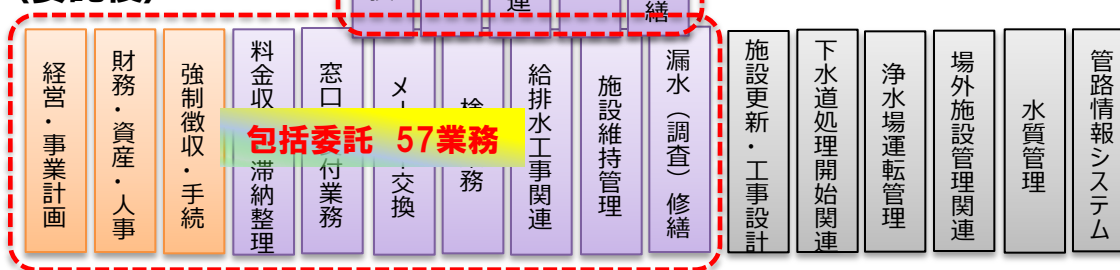 連
繕
経営・事業計画
財務・資産・人事
強制徴収・手続
料金収
滞納整理
窓口
付業務
メ
交換
務
給排水工事関連
施設維持管理
漏水（調査）修繕
包括委託 57業務
施設更新・工事設計
下水道処理開始関連
浄水場運転管理
場外施設管理関連
水質管理
管路情報システム